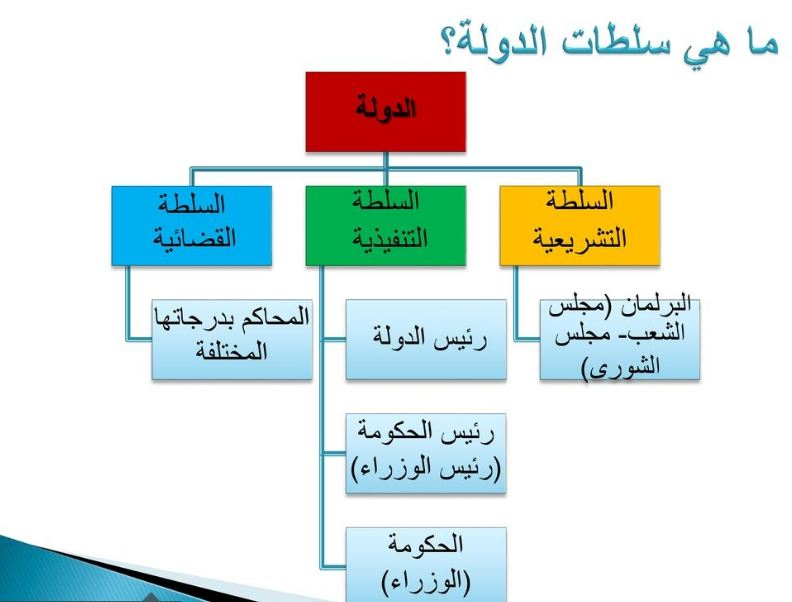 ما هي سلطات الدولة؟
الدولة
السلطة
التشريعية
السلطة
التنفيذية
السلطة
القضائية
البرلمان (مجلس
الشعب- مجلس
الشورى)
رئيس الدولة
المحاكم بدرجاتها
المختلفة
رئيس الحكومة
(رئيس الوزراء)
الحكومة
(الوزراء)